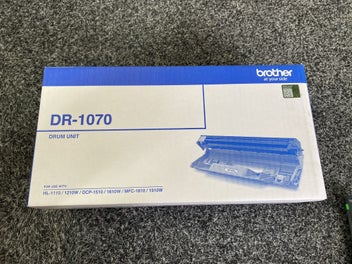 brother
at your side
DR-1070
DRUM UNIT
FOR USE WITH
HL-1110 / 1210W / DCP-1510 / 1610W / MFC-1810 / 1910W